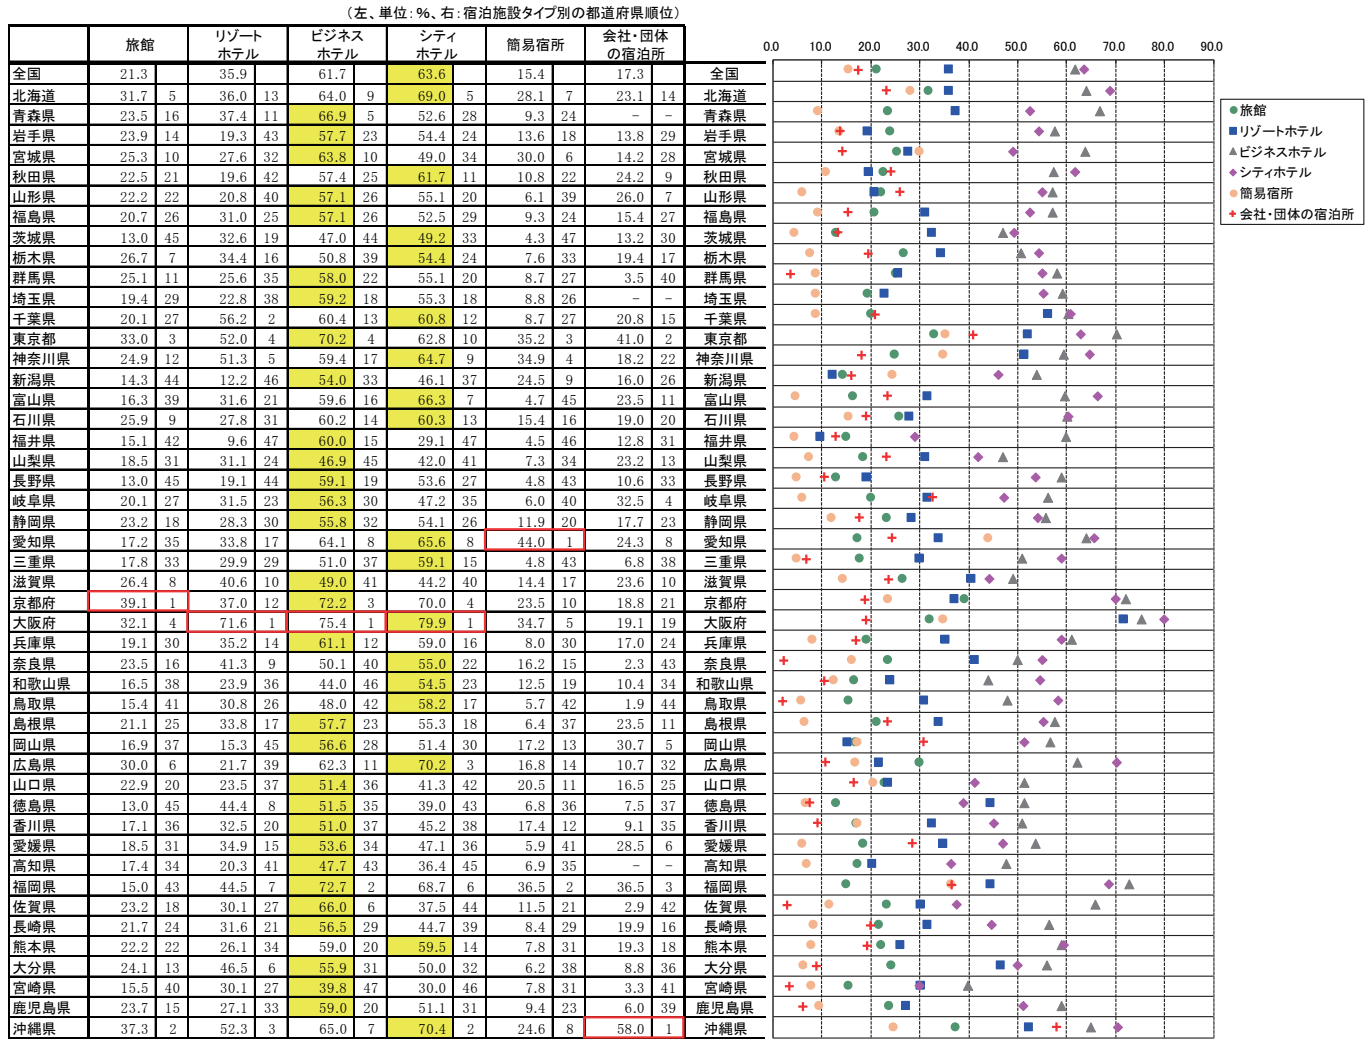 (左、単位：%、右：宿泊施設タイプ別の都道府県順位)
旅館 リゾートホテル ビジネスホテル シティホテル 簡易宿所 会社・団体の宿泊所
0.0 10.0 20.0 30.0 40.0 50.0 60.0 70.0 80.0 90.0
全国 21.3 35.9 61.7 63.6 15.4 17.3 全国
北海道 31.7 5 36.0 13 64.0 9 69.0 5 28.1 7 23.1 14 北海道
青森県 23.5 16 37.4 11 66.9 5 52.6 28 9.3 24 － － 青森県
岩手県 23.9 14 19.3 43 57.7 23 54.4 24 13.6 18 13.8 29 岩手県
宮城県 25.3 10 27.6 32 63.8 10 49.0 34 30.0 6 14.2 28 宮城県
秋田県 22.5 21 19.6 42 57.4 25 61.7 11 10.8 22 24.2 9 秋田県
山形県 22.2 22 20.8 40 57.1 26 55.1 20 6.1 39 26.0 7 山形県
福島県 20.7 26 31.0 25 57.1 26 52.5 29 9.3 24 15.4 27 福島県
茨城県 13.0 45 32.6 19 47.0 44 49.2 33 4.3 47 13.2 30 茨城県
栃木県 26.7 7 34.4 16 50.8 39 54.4 24 7.6 33 19.4 17 栃木県
群馬県 25.1 11 25.6 35 58.0 22 55.1 20 8.7 27 3.5 40 群馬県
埼玉県 19.4 29 22.8 38 59.2 18 55.3 18 8.8 26 － － 埼玉県
千葉県 20.1 27 56.2 2 60.4 13 60.8 12 8.7 27 20.8 15 千葉県
東京都 33.0 3 52.0 4 70.2 4 62.8 10 35.2 3 41.0 2 東京都
神奈川県 24.9 12 51.3 5 59.4 17 64.7 9 34.9 4 18.2 22 神奈川県
新潟県 14.3 44 12.2 46 54.0 33 46.1 37 24.5 9 16.0 26 新潟県
富山県 16.3 39 31.6 21 59.6 16 66.3 7 4.7 45 23.5 11 富山県
石川県 25.9 9 27.8 31 60.2 14 60.3 13 15.4 16 19.0 20 石川県
福井県 15.1 42 9.6 47 60.0 15 29.1 47 4.5 46 12.8 31 福井県
山梨県 18.5 31 31.1 24 46.9 45 42.0 41 7.3 34 23.2 13 山梨県
長野県 13.0 45 19.1 44 59.1 19 53.6 27 4.8 43 10.6 33 長野県
岐阜県 20.1 27 31.5 23 56.3 30 47.2 35 6.0 40 32.5 4 岐阜県
静岡県 23.2 18 28.3 30 55.8 32 54.1 26 11.9 20 17.7 23 静岡県
愛知県 17.2 35 33.8 17 64.1 8 65.6 8 44.0 1 24.3 8 愛知県
三重県 17.8 33 29.9 29 51.0 37 59.1 15 4.8 43 6.8 38 三重県
滋賀県 26.4 8 40.6 10 49.0 41 44.2 40 14.4 17 23.6 10 滋賀県
京都府 39.1 1 37.0 12 72.2 3 70.0 4 23.5 10 18.8 21 京都府
大阪府 32.1 4 71.6 1 75.4 1 79.9 1 34.7 5 19.1 19 大阪府
兵庫県 19.1 30 35.2 14 61.1 12 59.0 16 8.0 30 17.0 24 兵庫県
奈良県 23.5 16 41.3 9 50.1 40 55.0 22 16.2 15 2.3 43 奈良県
和歌山県 16.5 38 23.9 36 44.0 46 54.5 23 12.5 19 10.4 34 和歌山県
鳥取県 15.4 41 30.8 26 48.0 42 58.2 17 5.7 42 1.9 44 鳥取県
島根県 21.1 25 33.8 17 57.7 23 55.3 18 6.4 37 23.5 11 島根県
岡山県 16.9 37 15.3 45 56.6 28 51.4 30 17.2 13 30.7 5 岡山県
広島県 30.0 6 21.7 39 62.3 11 70.2 3 16.8 14 10.7 32 広島県
山口県 22.9 20 23.5 37 51.4 36 41.3 42 20.5 11 16.5 25 山口県
徳島県 13.0 45 44.4 8 51.5 35 39.0 43 6.8 36 7.5 37 徳島県
香川県 17.1 36 32.5 20 51.0 37 45.2 38 17.4 12 9.1 35 香川県
愛媛県 18.5 31 34.9 15 53.6 34 47.1 36 5.9 41 28.5 6 愛媛県
高知県 17.4 34 20.3 41 47.7 43 36.4 45 6.9 35 － － 高知県
福岡県 15.0 43 44.5 7 72.7 2 68.7 6 36.5 2 36.5 3 福岡県
佐賀県 23.2 18 30.1 27 66.0 6 37.5 44 11.5 21 2.9 42 佐賀県
長崎県 21.7 24 31.6 21 56.5 29 44.7 39 8.4 29 19.9 16 長崎県
熊本県 22.2 22 26.1 34 59.0 20 59.5 14 7.8 31 19.3 18 熊本県
大分県 24.1 13 46.5 6 55.9 31 50.0 32 6.2 38 8.8 36 大分県
宮崎県 15.5 40 30.1 27 39.8 47 30.0 46 7.8 31 3.3 41 宮崎県
鹿児島県 23.7 15 27.1 33 59.0 20 51.1 31 9.4 23 6.0 39 鹿児島県
沖縄県 37.3 2 52.3 3 65.0 7 70.4 2 24.6 8 58.0 1 沖縄県
旅館
リゾートホテル
ビジネスホテル
シティホテル
簡易宿所
会社・団体の宿泊所